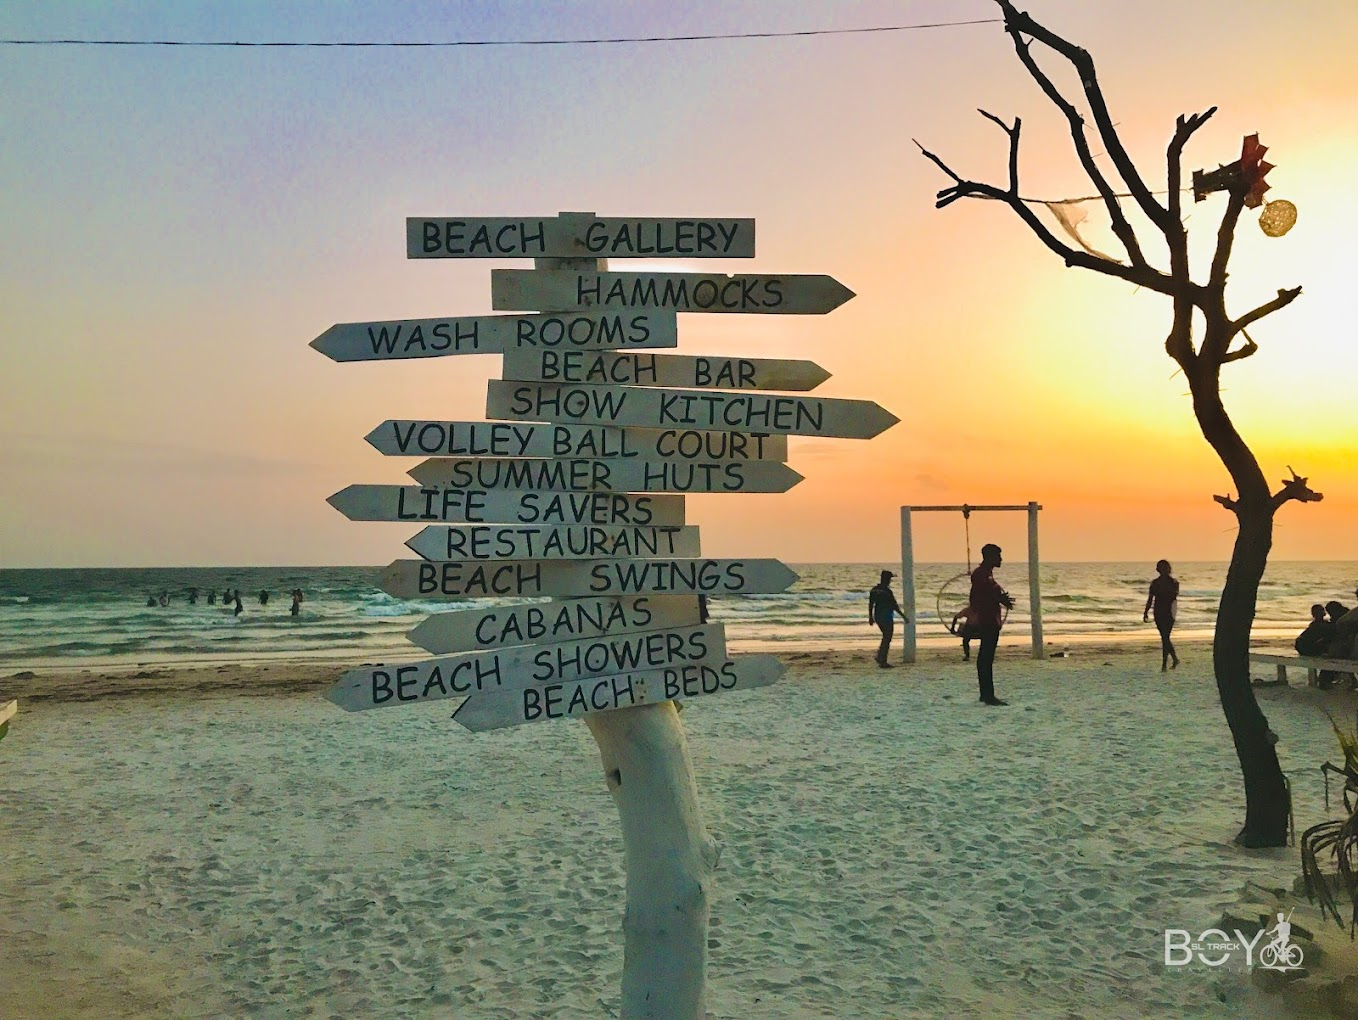 BEACH GALLERY
HAMMOCKS
WASH ROOMS
BEACH BAR
SHOW KITCHEN
VOLLEY BALL COURT
SUMMER HUTS
LIFE SAVERS
RESTAURANT
BEACH SWINGS
CABANAS
BEACH SHOWERS
BEACH BEDS
BOY
SL TRACK
TRAVELLER